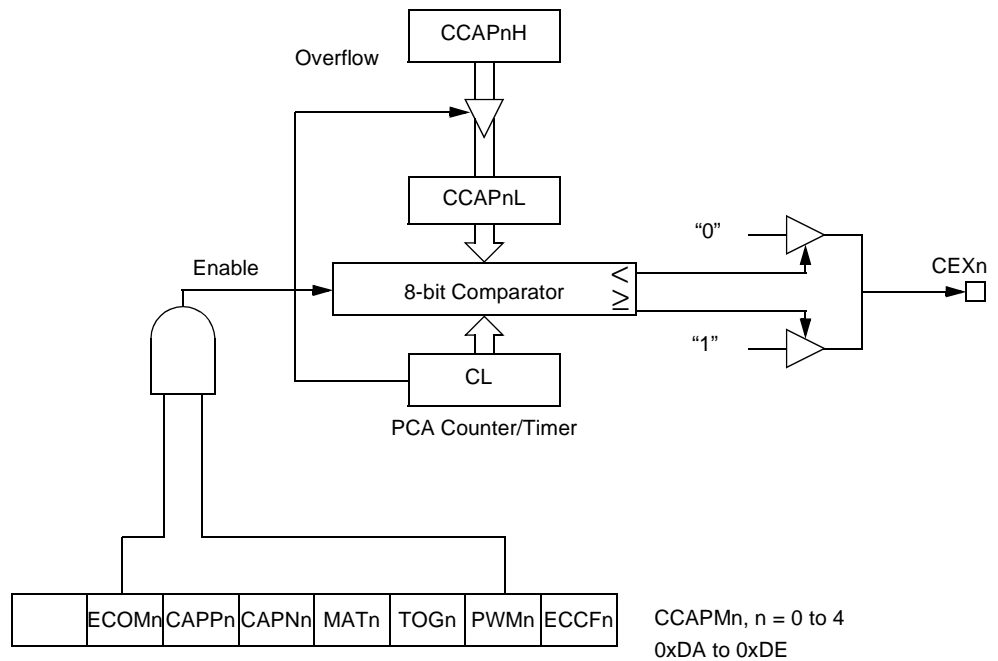 CCAPnH
Overflow
CCAPnL
“0”
Enable
8-bit Comparator
<
≥
CEXn
“1”
CL
PCA Counter/Timer
ECOMn CAPPn CAPNn MATn TOGn PWMn ECCFn
CCAPMn, n = 0 to 4
0xDA to 0xDE